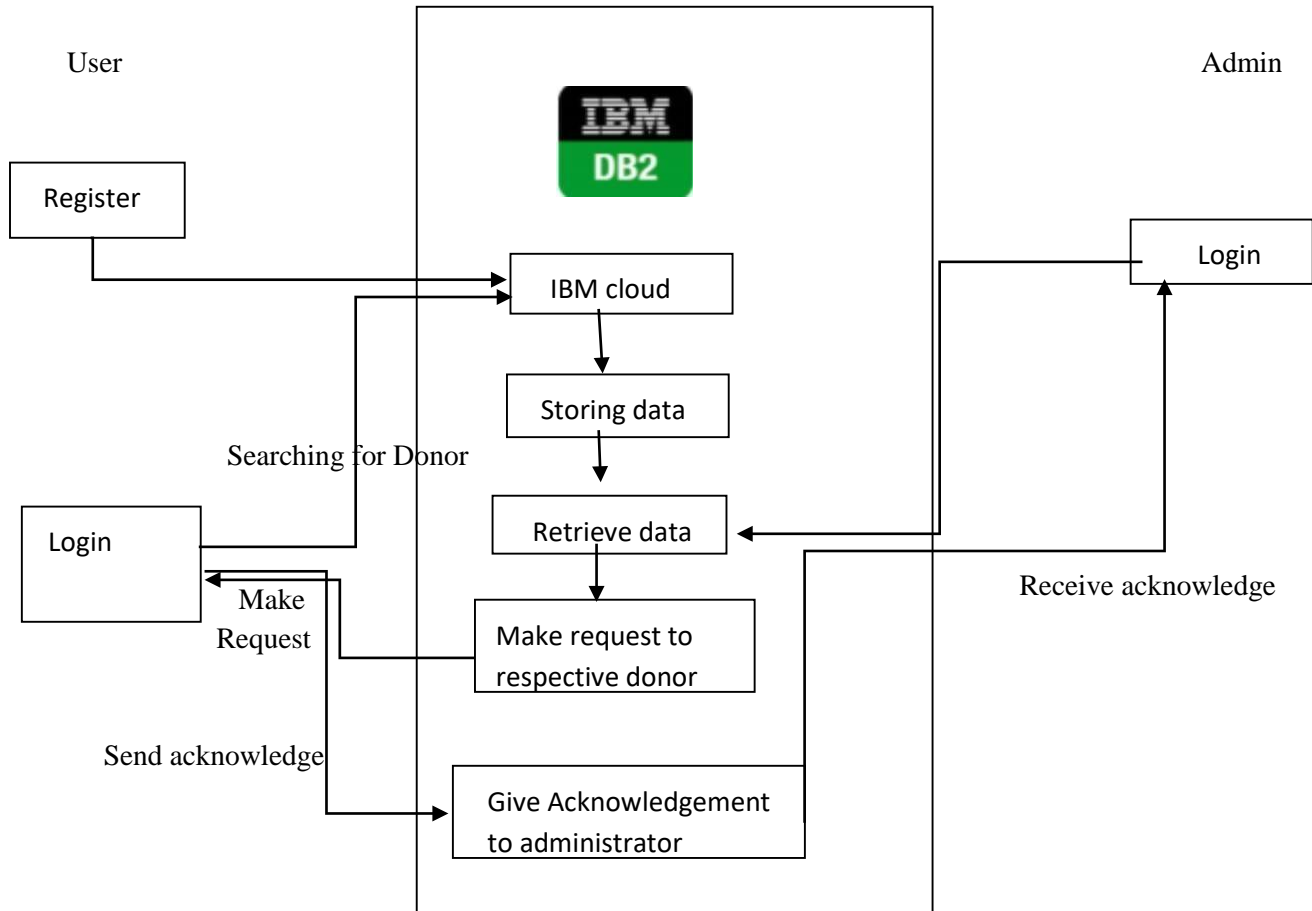 User
Admin
IBM
DB2
Register
Login
IBM cloud
Storing data
Searching for Donor
Login
Retrieve data
Receive acknowledge
Make
Request
Make request to
respective donor
Send acknowledge
Give Acknowledgement
to administrator